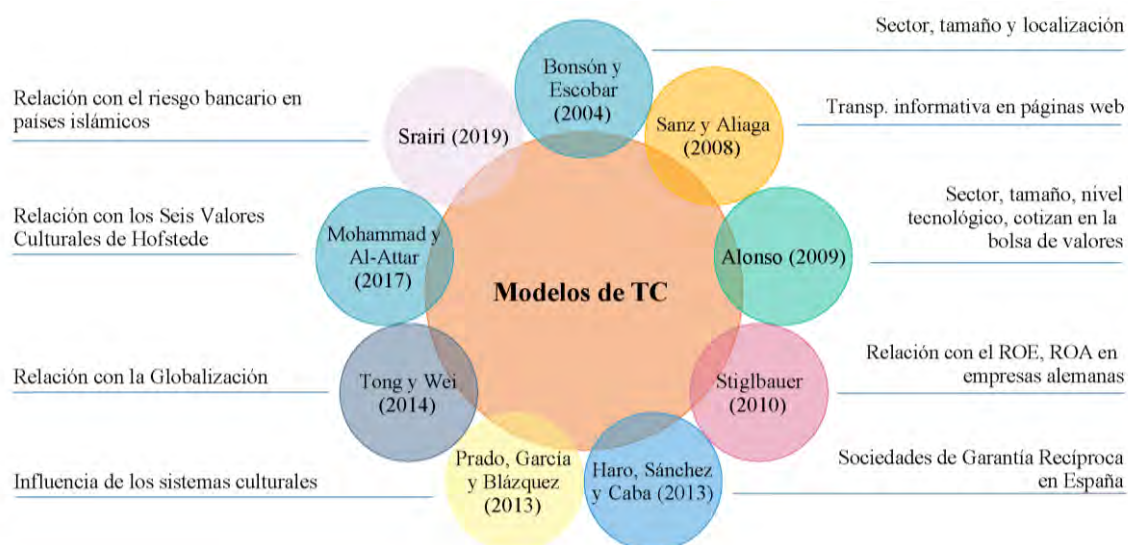 Sector, tamaño y localización
Bonsón y
Escobar
(2004)
Transp. informativa en páginas web
Sanz y Aliaga
(2008)
Sector, tamaño, nivel
tecnológico, cotizan en la
bolsa de valores
Alonso (2009)
Relación con el ROE, ROA en
empresas alemanas
Stiglbauer
(2010)
Sociedades de Garantía Recíproca
en España
Haro, Sánchez
y Caba (2013)
Prado, García
y Blázquez
(2013)
Influencia de los sistemas culturales
Tong y Wei
(2014)
Relación con la Globalización
Mohammad y
Al-Attar
(2017)
Relación con los Seis Valores
Culturales de Hofstede
Srairi (2019)
Relación con el riesgo bancario en
países islámicos
Modelos de TC